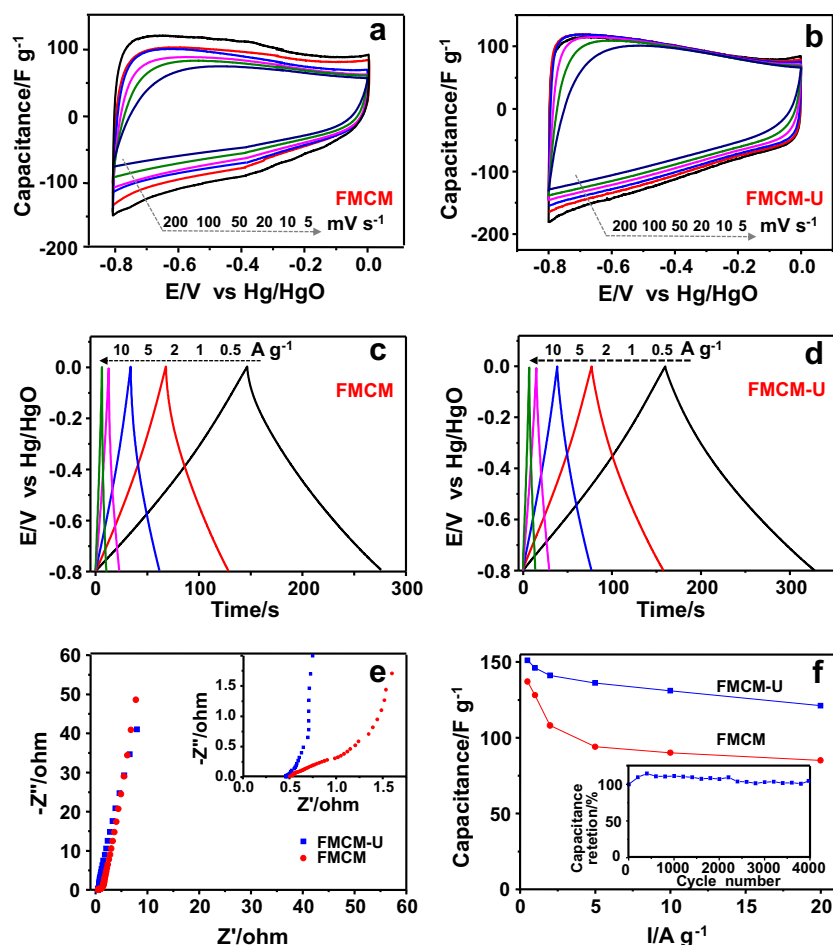 a
Capacitance/F g⁻¹
100
0
-100
-200
FMCM
200 100 50 20 10 5 mV s⁻¹
-0.8 -0.6 -0.4 -0.2 0.0
E/V vs Hg/HgO
b
Capacitance/F g⁻¹
100
0
-100
-200
FMCM-U
200 100 50 20 10 5 mV s⁻¹
-0.8 -0.6 -0.4 -0.2 0.0
E/V vs Hg/HgO
c
10 5 2 1 0.5 A g⁻¹
FMCM
E/V vs Hg/HgO
0.0
-0.2
-0.4
-0.6
-0.8
0 100 200 300
Time/s
d
10 5 2 1 0.5 A g⁻¹
FMCM-U
E/V vs Hg/HgO
0.0
-0.2
-0.4
-0.6
-0.8
0 100 200 300
Time/s
e
-Z''/ohm
60
50
40
30
20
10
0
0 10 20 30 40 50 60
Z'/ohm
-Z''/ohm
1.5
1.0
0.5
0.0
0.0 0.5 1.0 1.5
Z'/ohm
FMCM-U
FMCM
f
Capacitance/F g⁻¹
150
125
100
75
50
25
0
0 5 10 15 20
I/A g⁻¹
FMCM-U
FMCM
Capacitance
retetion/%
100
50
0
0 1000 2000 3000 4000
Cycle number